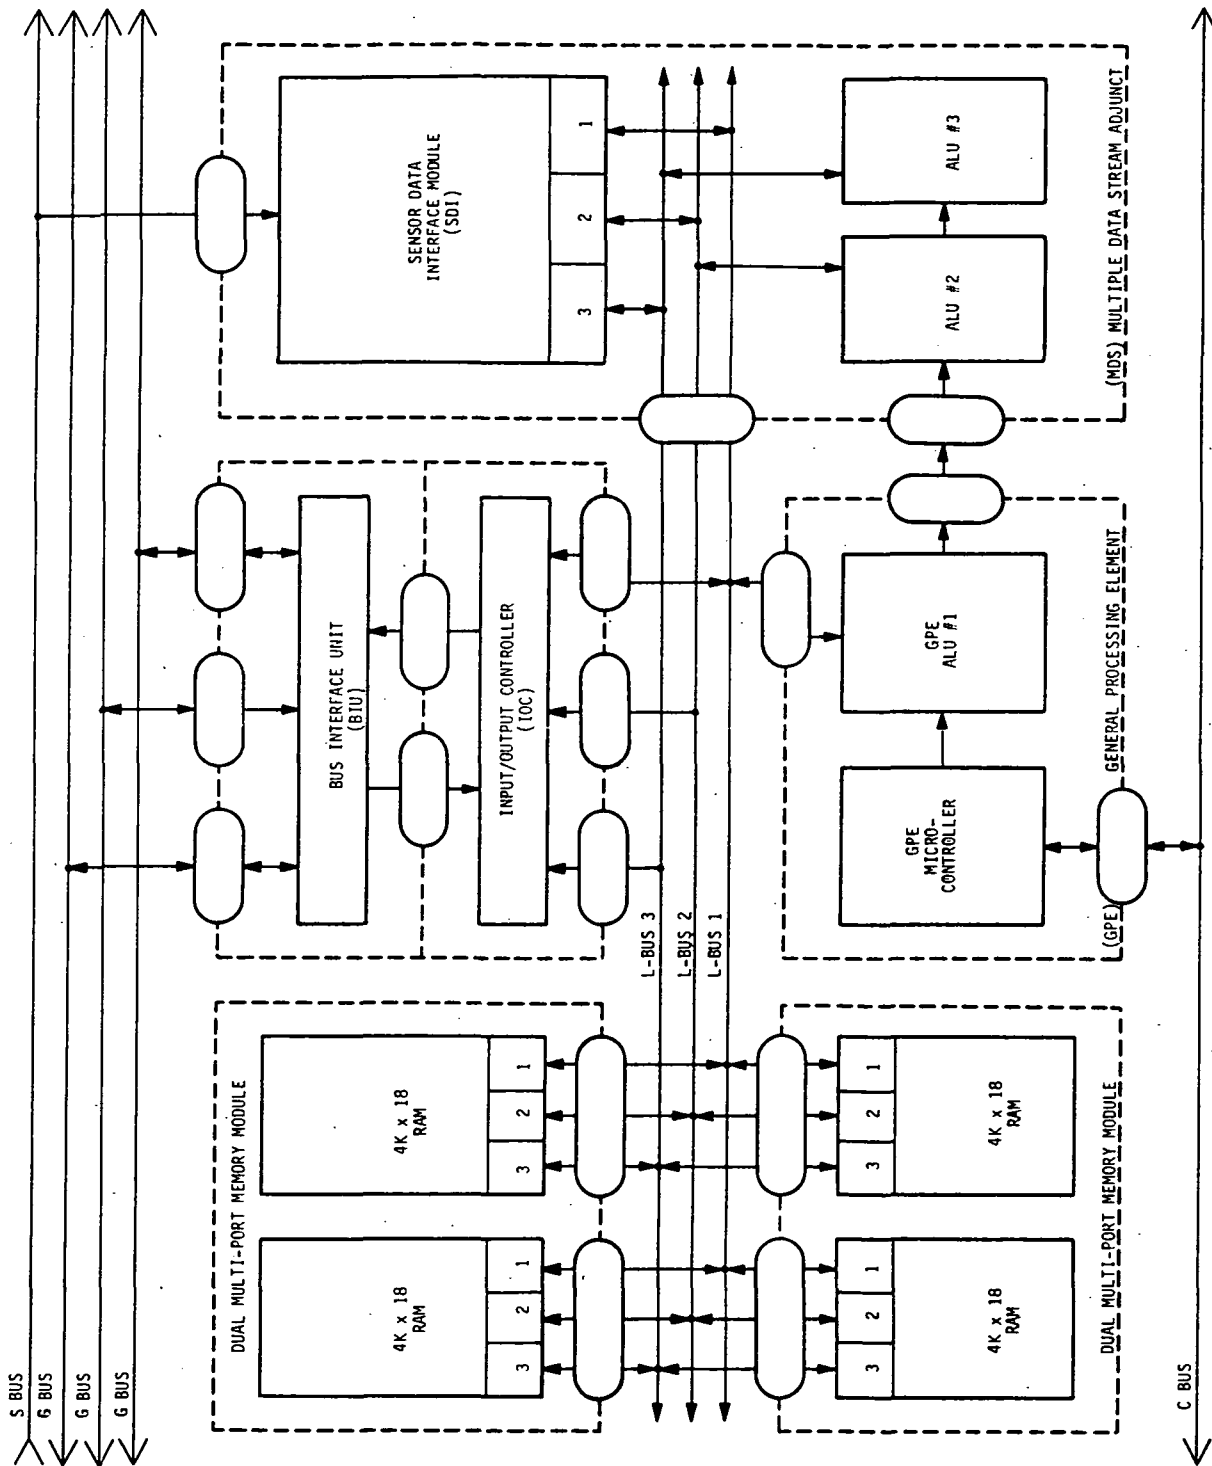 S BUS
G BUS
G BUS
G BUS
DUAL MULTI-PORT MEMORY MODULE
4K x 18
RAM
3 2 1
4K x 18
RAM
3 2 1
BUS INTERFACE UNIT
(BIU)
INPUT/OUTPUT CONTROLLER
(IOC)
SENSOR DATA
INTERFACE MODULE
(SDI)
3 2 1
L-BUS 3
L-BUS 2
L-BUS 1
3 2 1
4K x 18
RAM
3 2 1
4K x 18
RAM
DUAL MULTI-PORT MEMORY MODULE
GPE
MICRO-
CONTROLLER
GPE
ALU #1
(GPE) GENERAL PROCESSING ELEMENT
ALU #2
ALU #3
(MDS) MULTIPLE DATA STREAM ADJUNCT
C BUS